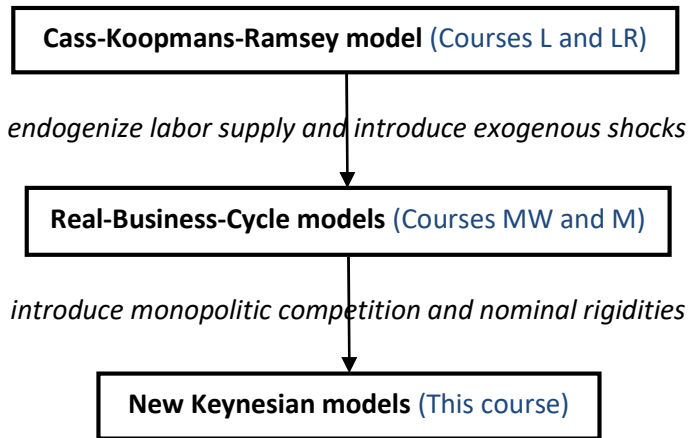 Cass-Koopmans-Ramsey model (Courses L and LR)
endogenize labor supply and introduce exogenous shocks
Real-Business-Cycle models (Courses MW and M)
introduce monopolitic competition and nominal rigidities
New Keynesian models (This course)